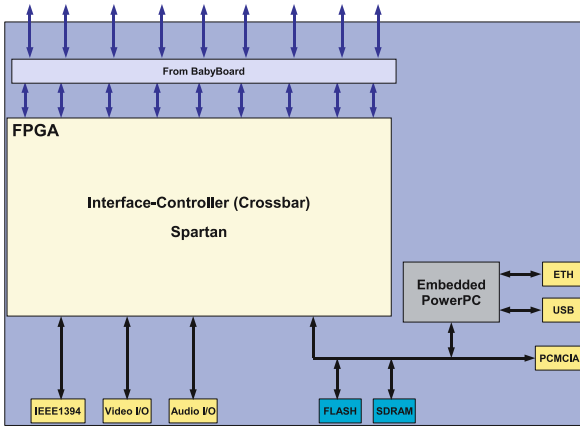 From BabyBoard
FPGA
Interface-Controller (Crossbar)
Spartan
Embedded
PowerPC
ETH
USB
PCMCIA
IEEE1394
Video I/O
Audio I/O
FLASH
SDRAM